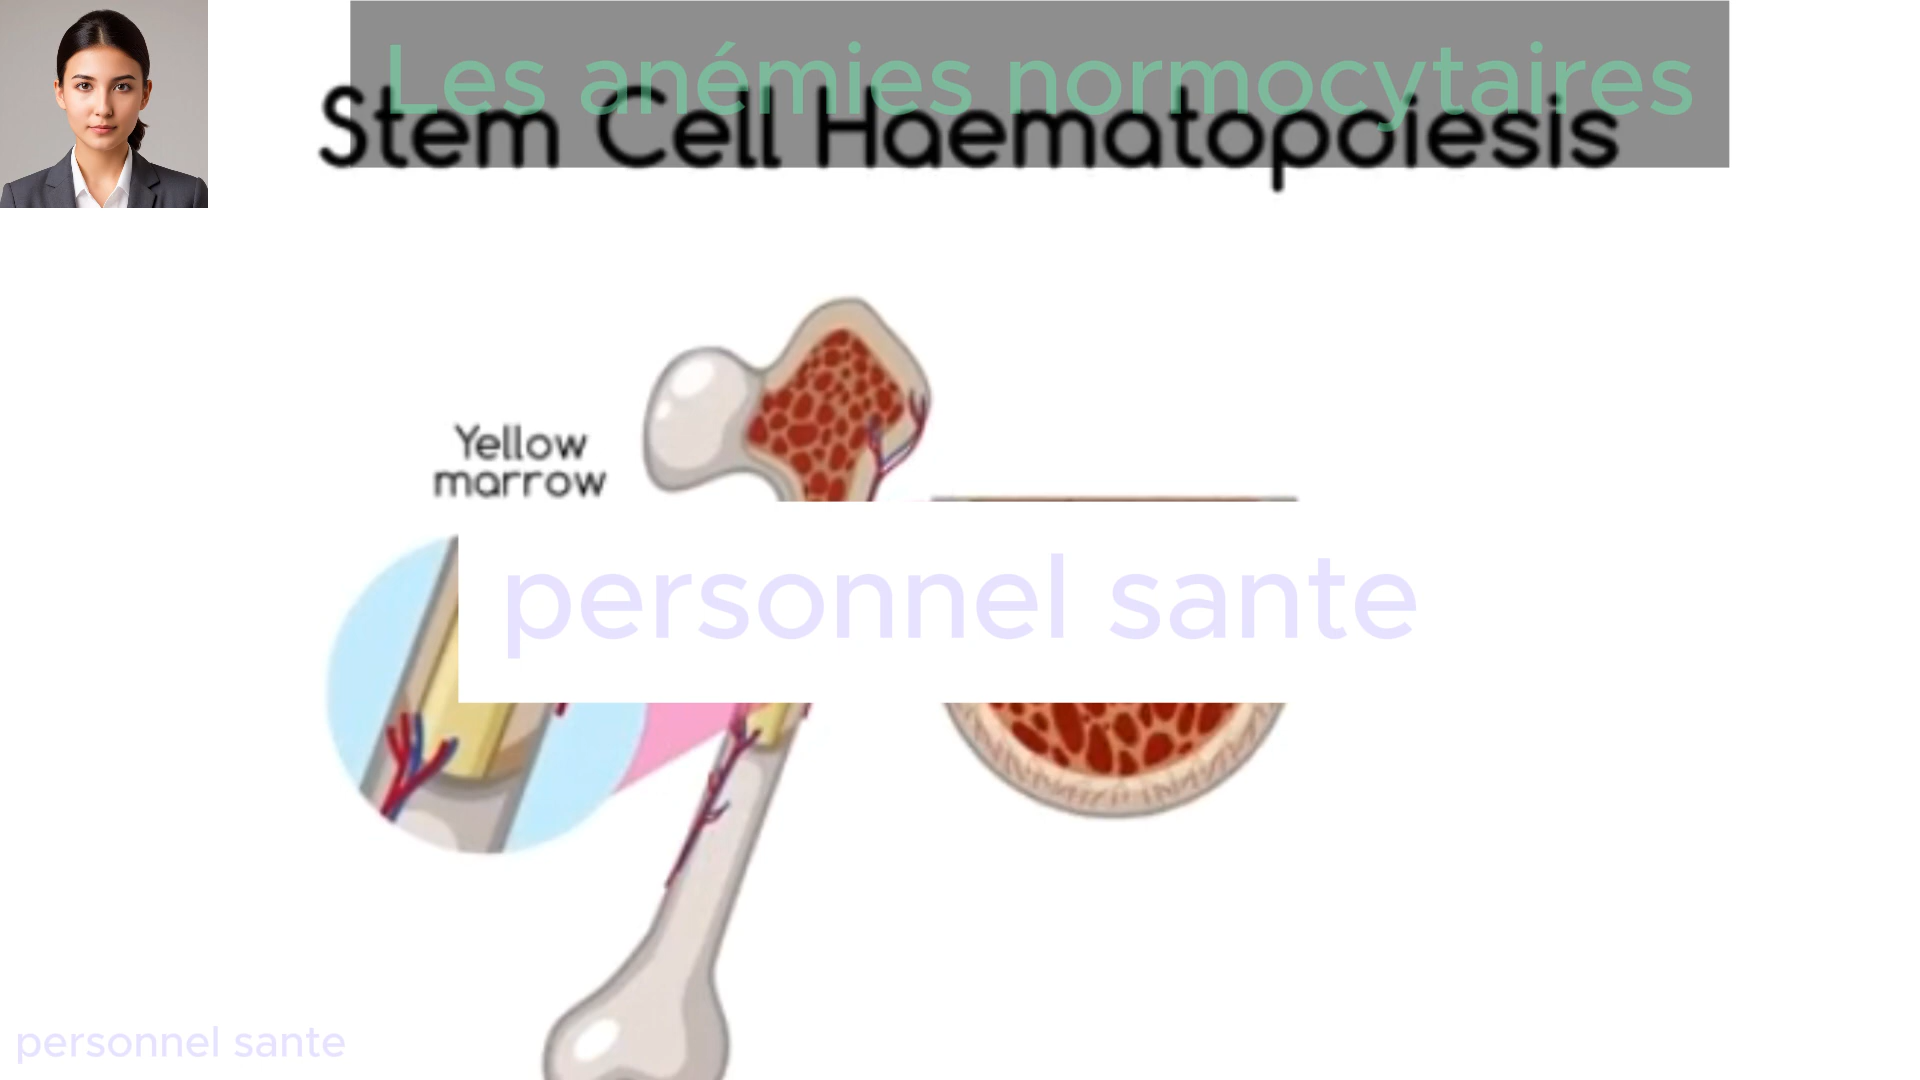 Les anémies normocytaires
Stem Cell Haematopoiesis
Yellow
marrow
personnel sante
personnel sante